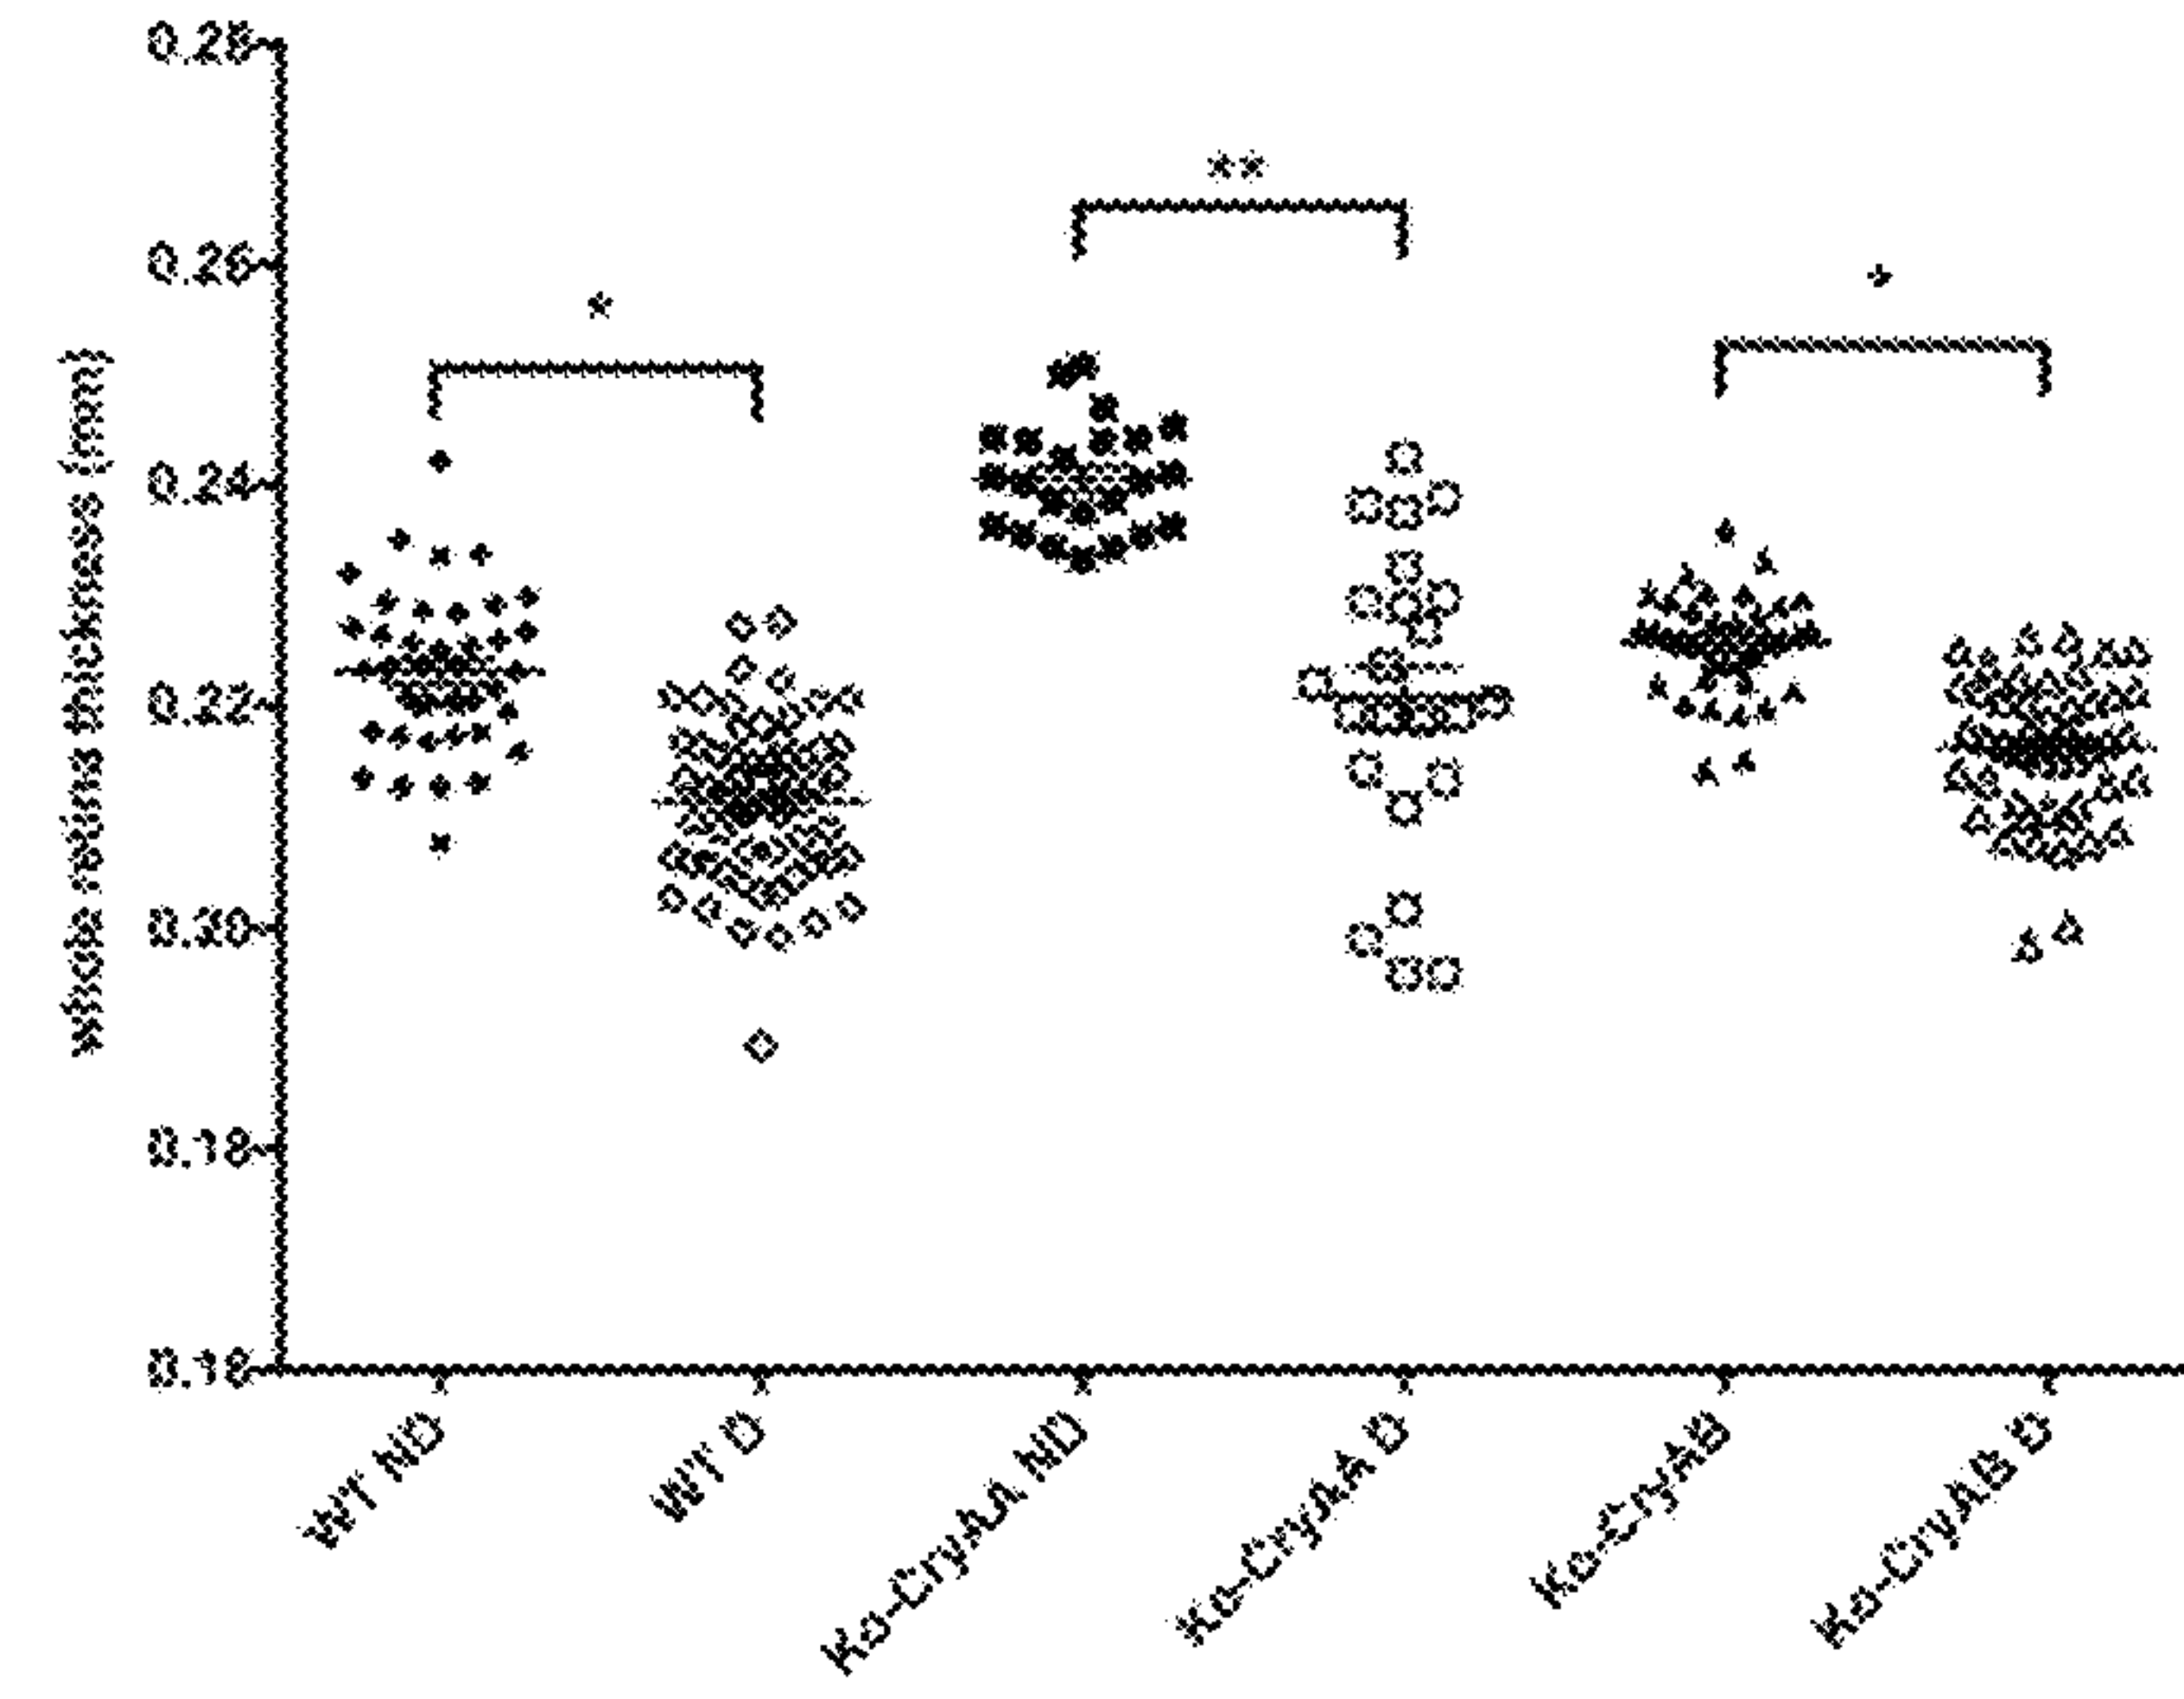 0.28
**
0.26
*
*
0.24
0.22
0.20
0.18
0.16
whole retina thickness (mm)
WT ND
WT D
Ko-CryAA ND
Ko-CryAA D
Ko-CryAB
Ko-CryAB D